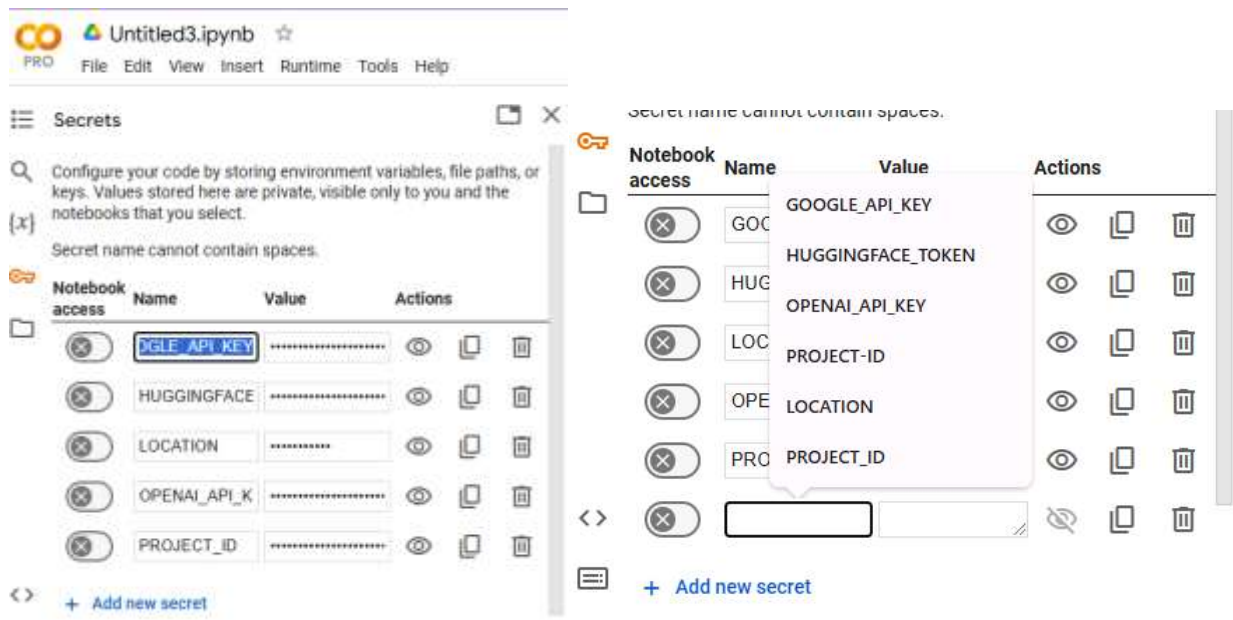 CO Untitled3.ipynb
PRO File Edit View Insert Runtime Tools Help
Secrets
Configure your code by storing environment variables, file paths, or
keys. Values stored here are private, visible only to you and the
notebooks that you select.
Secret name cannot contain spaces.
Notebook access Name Value Actions
OGLE_API_KEY ••••••••••••••••••••••
HUGGINGFACE ••••••••••••••••••••••
LOCATION •••••••••••
OPENAI_API_K ••••••••••••••••••••••
PROJECT_ID ••••••••••••••••••••••
+ Add new secret
Secret name cannot contain spaces.
Notebook access Name Value Actions
GOO
HUG
LOC
OPE
PRO
GOOGLE_API_KEY
HUGGINGFACE_TOKEN
OPENAI_API_KEY
PROJECT-ID
LOCATION
PROJECT_ID
+ Add new secret